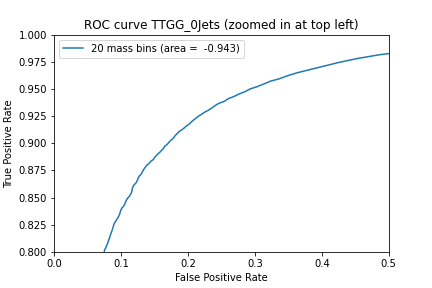 ROC curve TTGG_0Jets (zoomed in at top left)
1.000
0.975
0.950
0.925
0.900
0.875
0.850
0.825
0.800
True Positive Rate
20 mass bins (area =  -0.943)
0.0 0.1 0.2 0.3 0.4 0.5
False Positive Rate